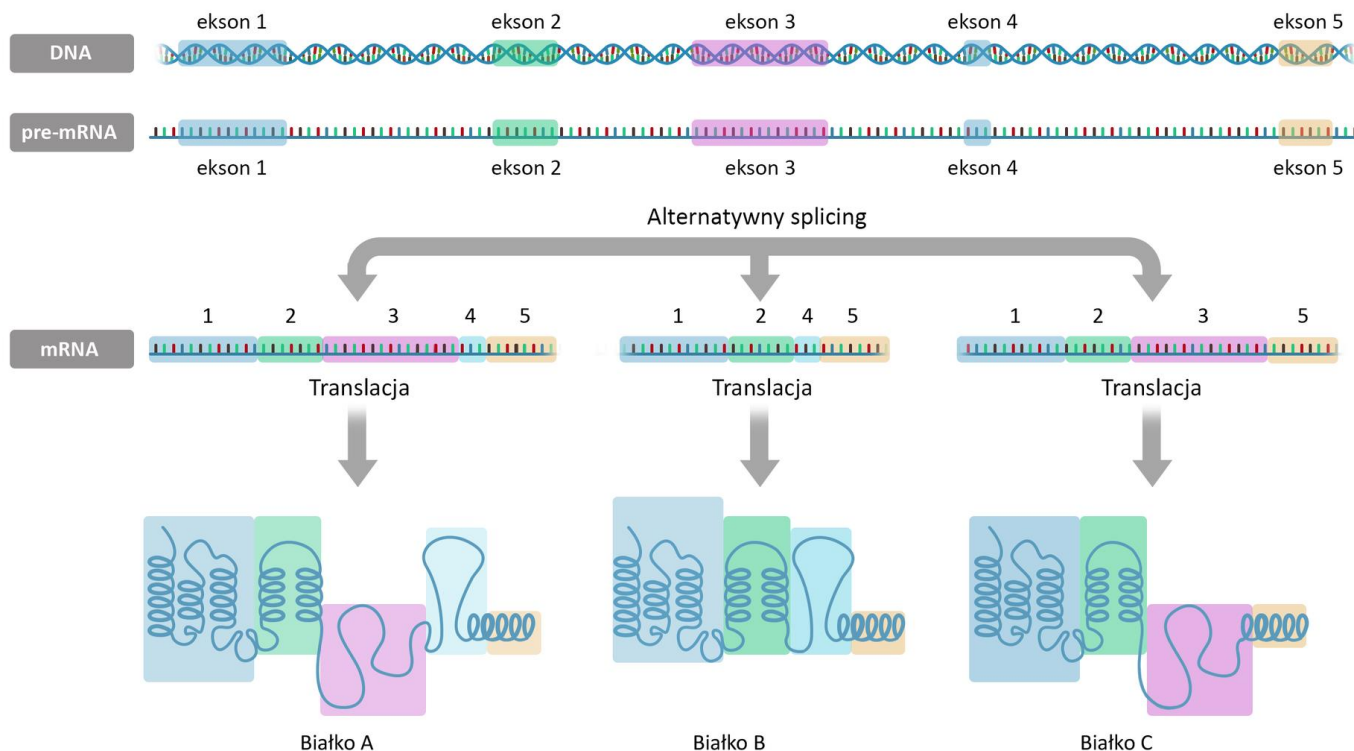 ekson 1 ekson 2 ekson 3 ekson 4 ekson 5
DNA
pre-mRNA
ekson 1 ekson 2 ekson 3 ekson 4 ekson 5
Alternatywny splicing
1 2 3 4 5 1 2 4 5 1 2 3 5
mRNA
Translacja Translacja Translacja
Białko A Białko B Białko C